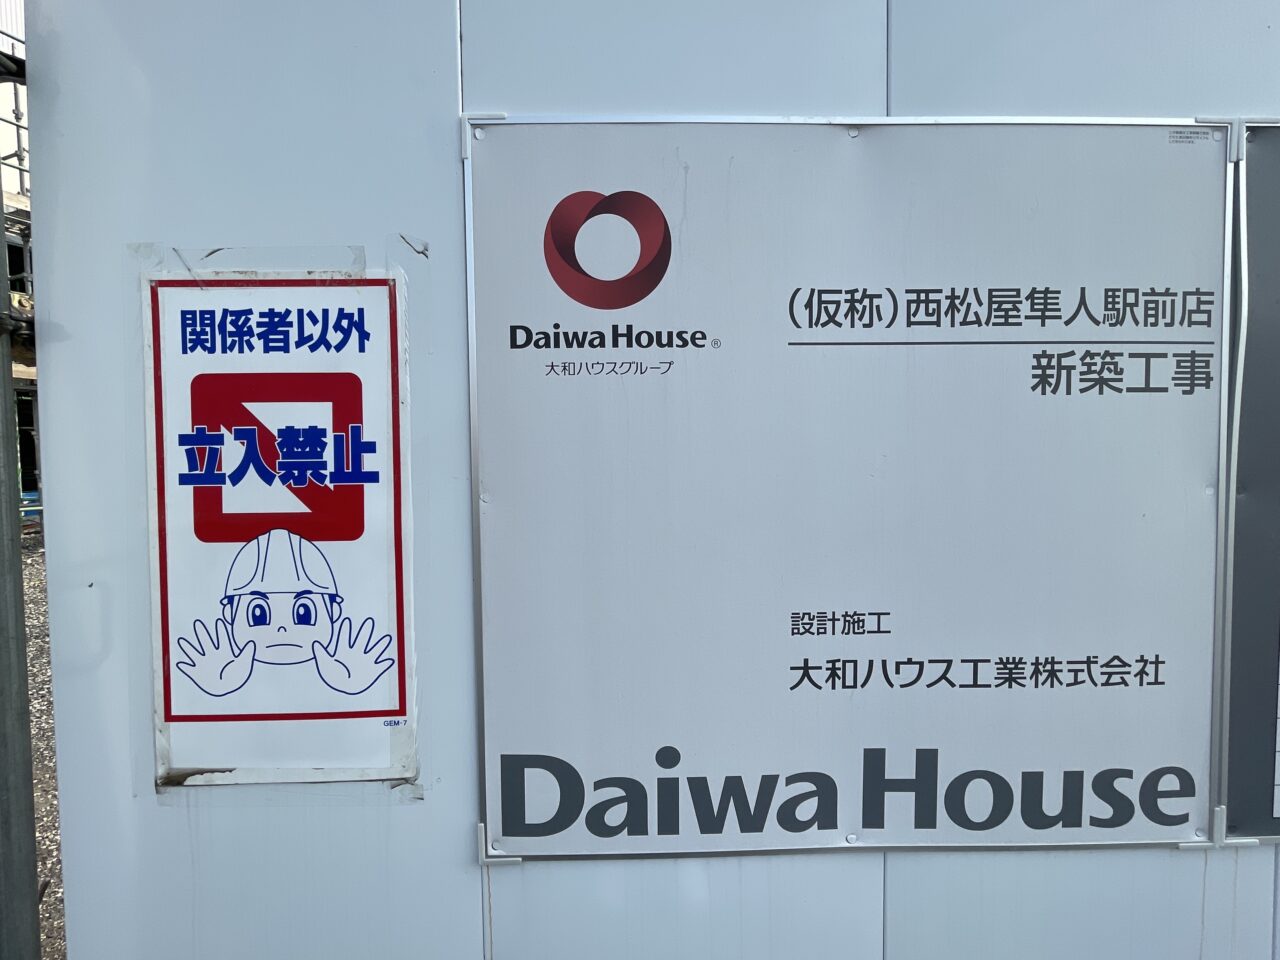 関係者以外
立入禁止
GEM-7
Daiwa House®
大和ハウスグループ
(仮称)西松屋隼人駅前店
新築工事
設計施工
大和ハウス工業株式会社
Daiwa House